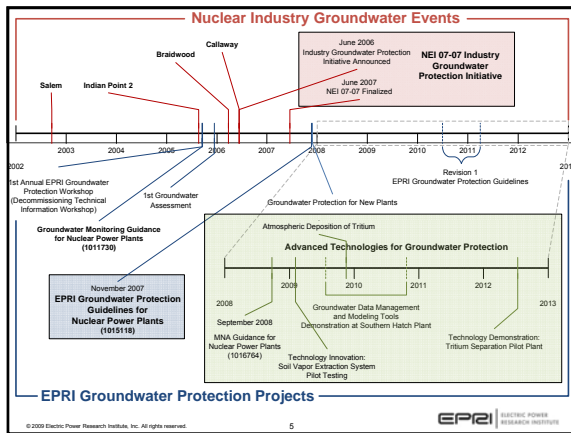 Nuclear Industry Groundwater Events
Callaway
Braidwood
Indian Point 2
Salem
June 2006
Industry Groundwater Protection
Initiative Announced
June 2007
NEI 07-07 Finalized
NEI 07-07 Industry
Groundwater
Protection Initiative
2003 2004 2005 2006 2007 2008 2009 2010 2011 2012
2002
201
1st Annual EPRI Groundwater
Protection Workshop
(Decommissioning Technical
Information Workshop)
1st Groundwater
Assessment
Revision 1
EPRI Groundwater Protection Guidelines
Groundwater Protection for New Plants
Groundwater Monitoring Guidance
for Nuclear Power Plants
(1011730)
November 2007
EPRI Groundwater Protection
Guidelines for
Nuclear Power Plants
(1015118)
Atmospheric Deposition of Tritium
Advanced Technologies for Groundwater Protection
2009 2010 2011 2012
2008 2013
September 2008
MNA Guidance for
Nuclear Power Plants
(1016764)
Groundwater Data Management
and Modeling Tools
Demonstration at Southern Hatch Plant
Technology Innovation:
Soil Vapor Extraction System
Pilot Testing
Technology Demonstration:
Tritium Separation Pilot Plant
EPRI Groundwater Protection Projects
© 2009 Electric Power Research Institute, Inc. All rights reserved.
5
EPRI ELECTRIC POWER
RESEARCH INSTITUTE